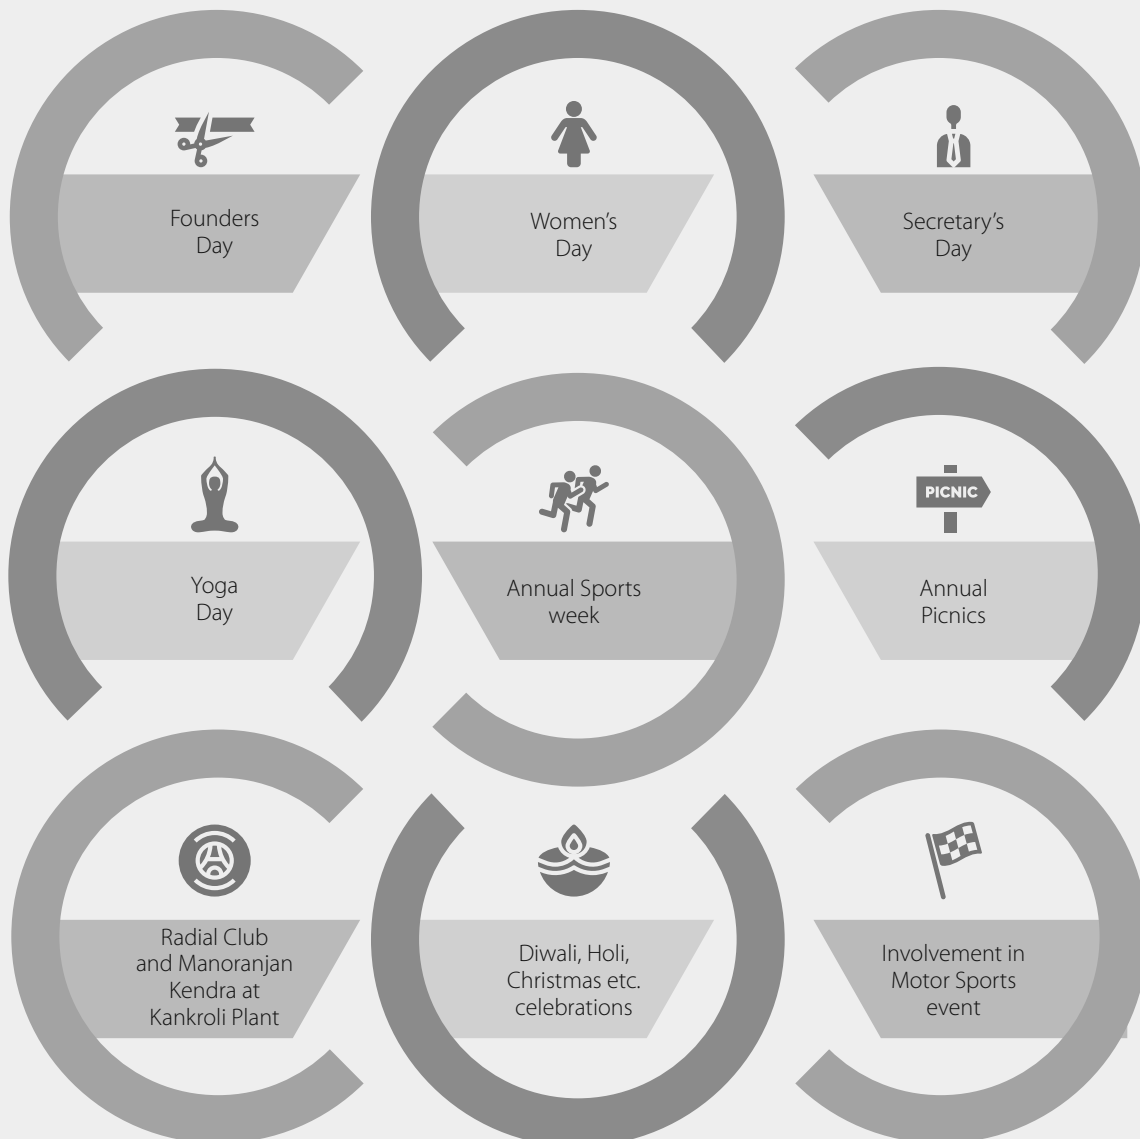 Founders
Day
Women's
Day
Secretary's
Day
Yoga
Day
Annual Sports
week
PICNIC
Annual
Picnics
Radial Club
and Manoranjan
Kendra at
Kankroli Plant
Diwali, Holi,
Christmas etc.
celebrations
Involvement in
Motor Sports
event